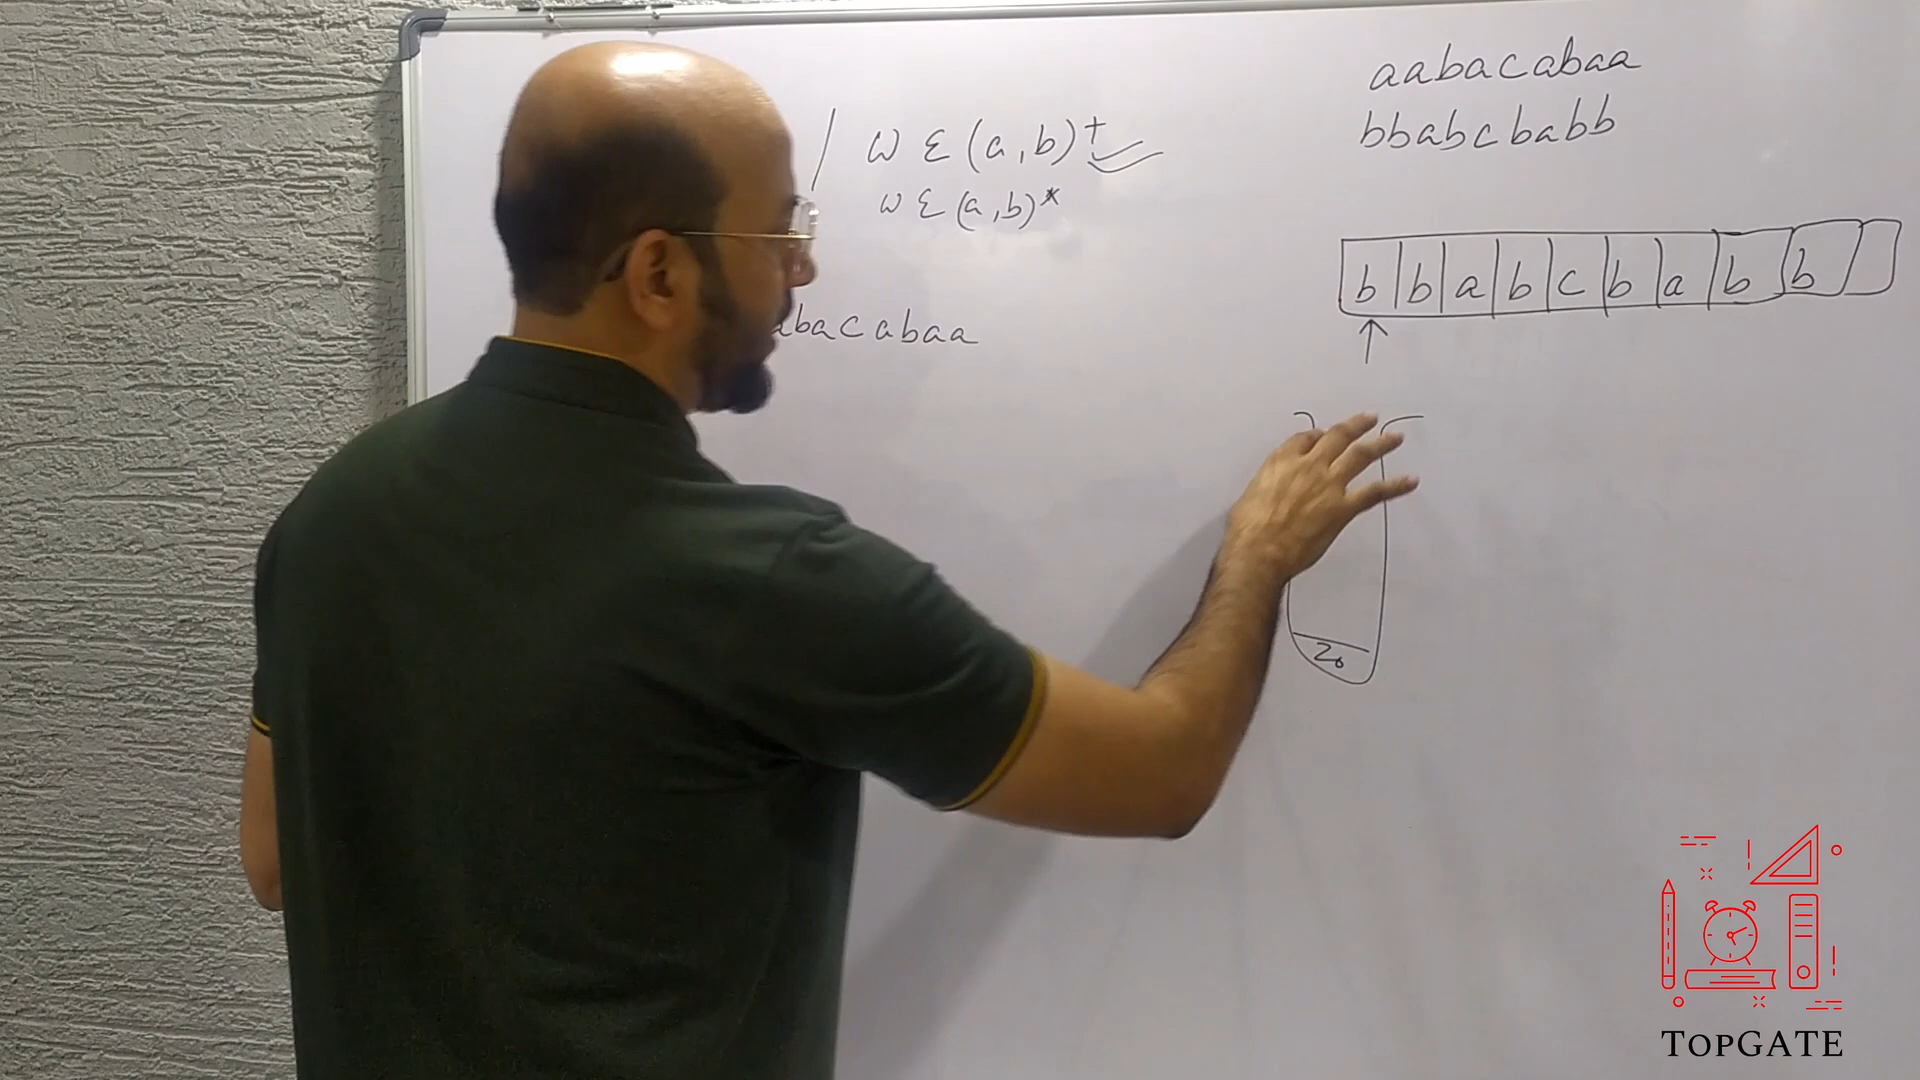 / ω Ɛ (a, b)⁺
ω Ɛ (a, b)*
abacabaa
aabacabaa
bbabcbabb
b b a b c b a b b
Z₀
TOPGATE